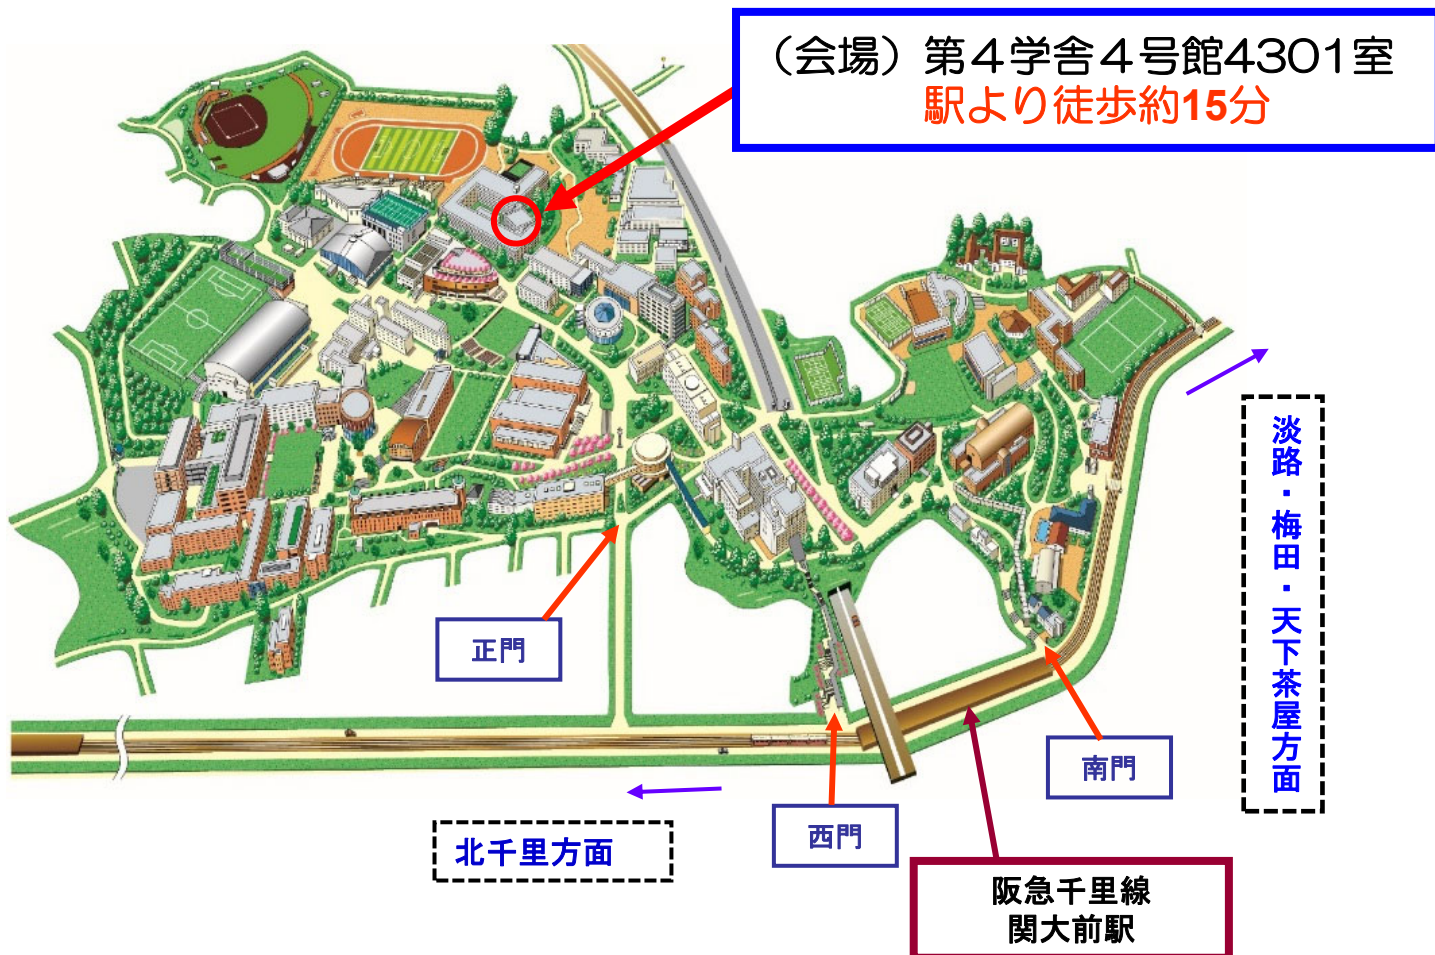 （会場）第４学舎４号館4301室
駅より徒歩約15分
淡路・梅田・天下茶屋方面
正門
南門
西門
北千里方面
阪急千里線
関大前駅